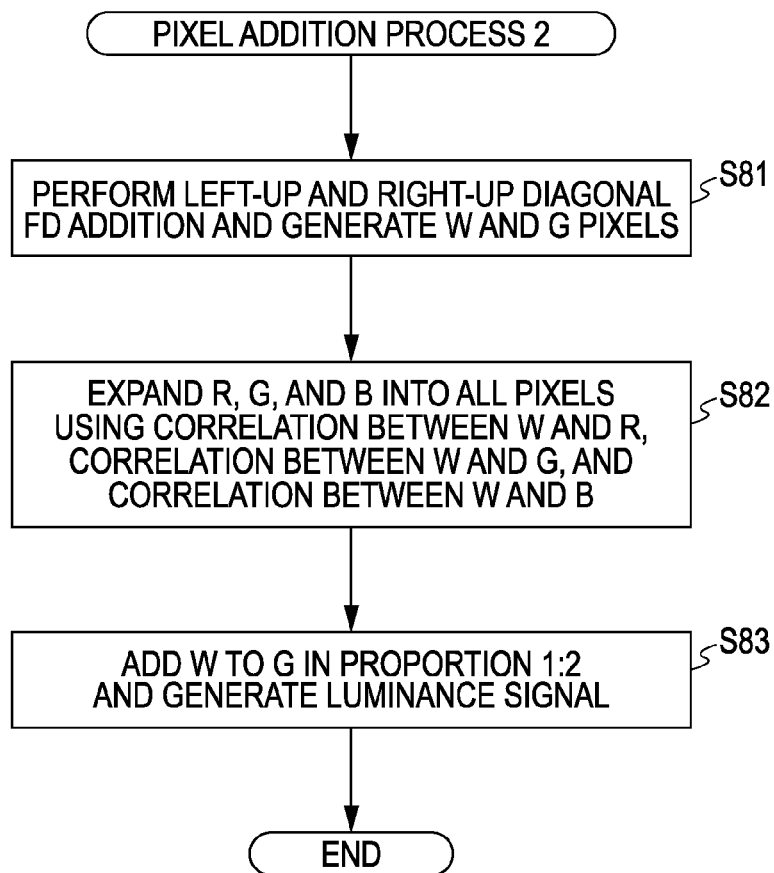 PIXEL ADDITION PROCESS 2
S81
PERFORM LEFT-UP AND RIGHT-UP DIAGONAL
FD ADDITION AND GENERATE W AND G PIXELS
S82
EXPAND R, G, AND B INTO ALL PIXELS
USING CORRELATION BETWEEN W AND R,
CORRELATION BETWEEN W AND G, AND
CORRELATION BETWEEN W AND B
S83
ADD W TO G IN PROPORTION 1:2
AND GENERATE LUMINANCE SIGNAL
END